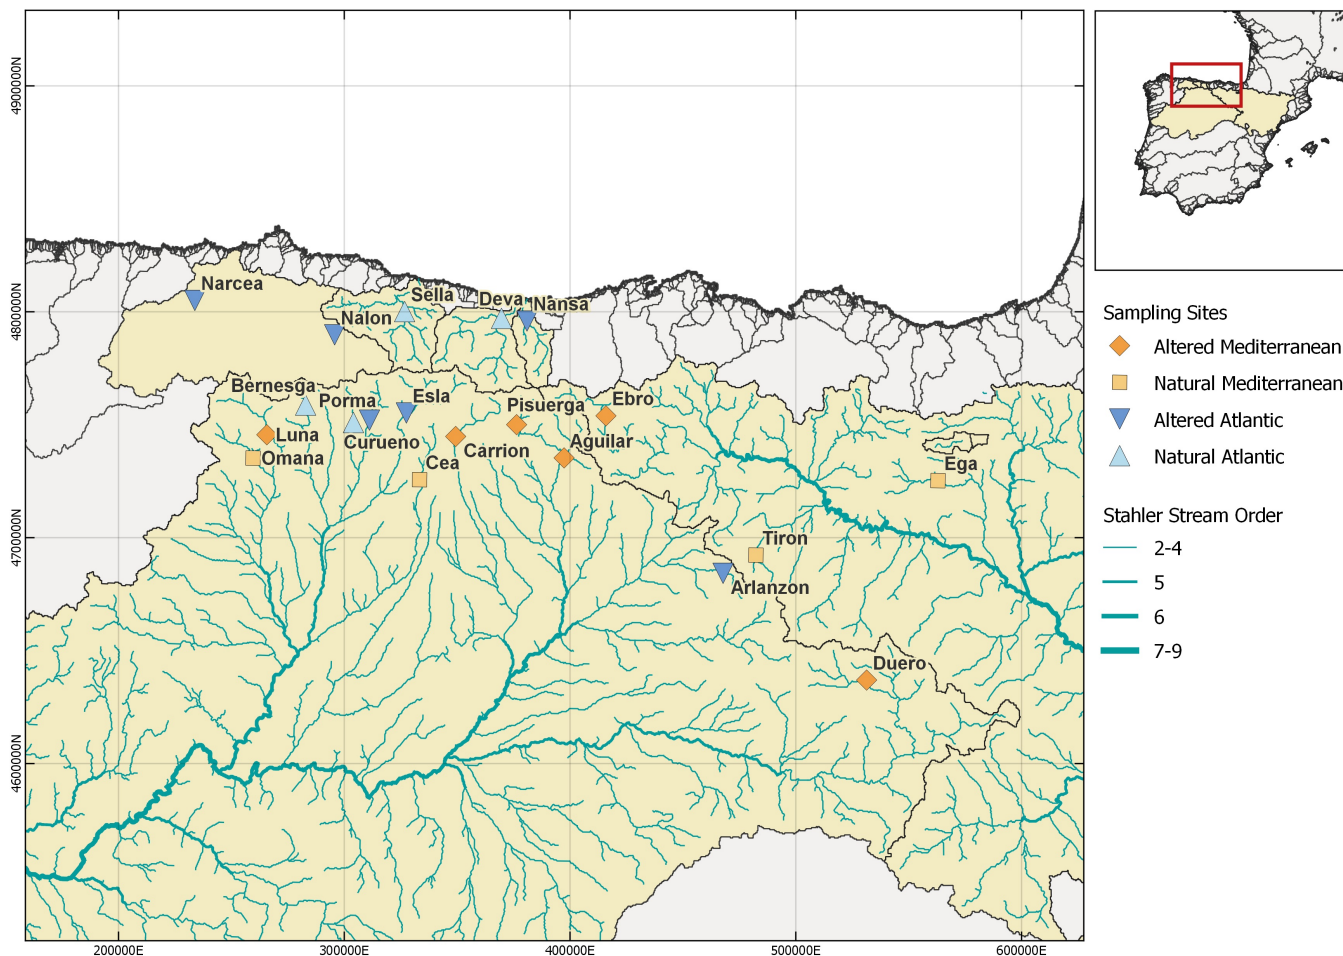 4900000N
4800000N
4700000N
4600000N
Narcea
Nalon
Sella
Deva
Nansa
Bernesga
Porma
Esla
Luna
Curueno
Omana
Cea
Carrion
Pisuerga
Ebro
Aguilar
Ega
Tiron
Arlanzon
Duero
200000E
300000E
400000E
500000E
600000E
Sampling Sites
Altered Mediterranean
Natural Mediterranean
Altered Atlantic
Natural Atlantic
Stahler Stream Order
2-4
5
6
7-9